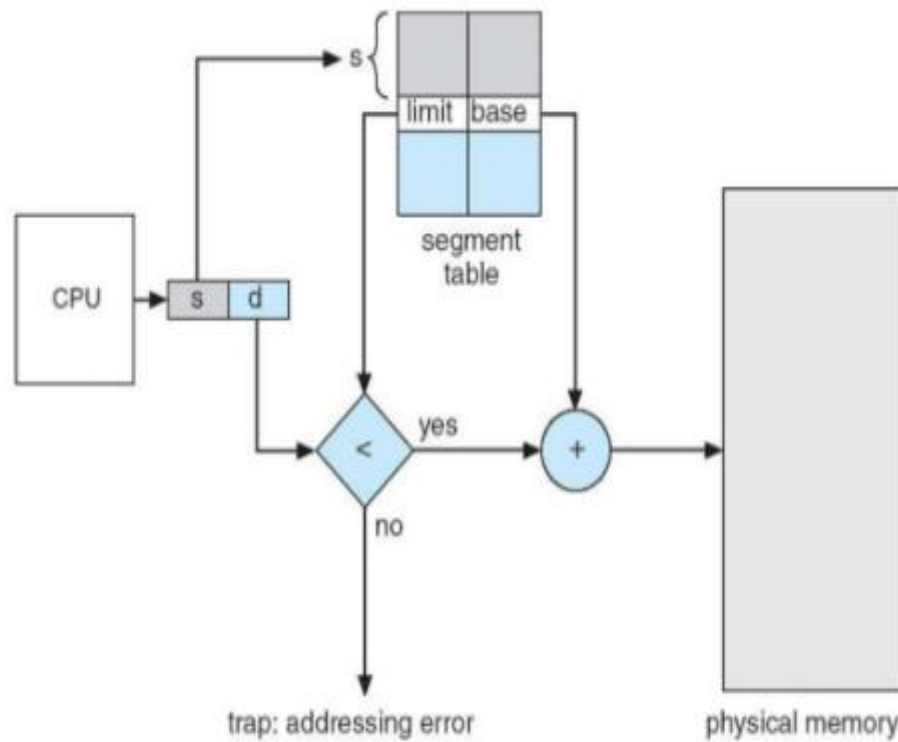 s
limit base
segment
table
CPU
s d
<
yes
+
no
trap: addressing error
physical memory